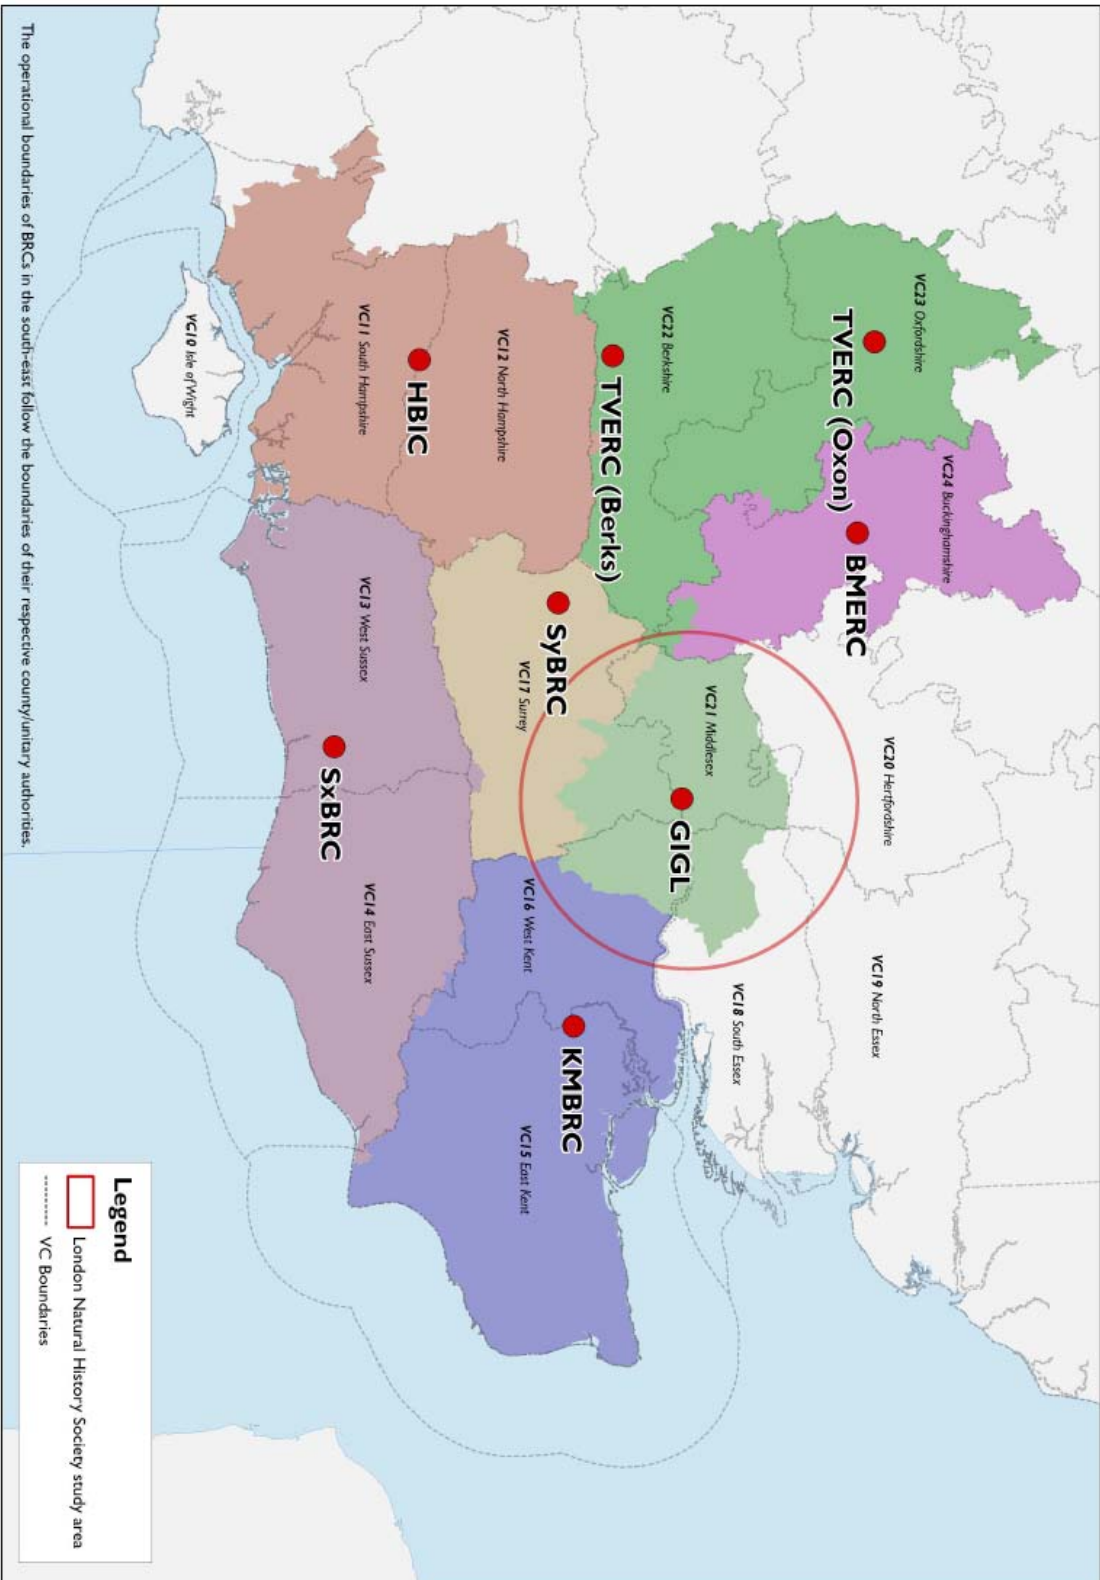 VC23 Oxfordshire
VC24 Buckinghamshire
TVERC (Oxon)
BMERC
VC20 Hertfordshire
VC19 North Essex
VC22 Berkshire
VC21 Middlesex
VC18 South Essex
TVERC (Berks)
GIGL
SyBRC
VC17 Surrey
VC12 North Hampshire
VC16 West Kent
KMBRC
VC15 East Kent
HBIC
VC11 South Hampshire
VC13 West Sussex
SxBRC
VC14 East Sussex
VC10 Isle of Wight
Legend
London Natural History Society study area
VC Boundaries
The operational boundaries of BRCs in the south-east follow the boundaries of their respective county/unitary authorities.